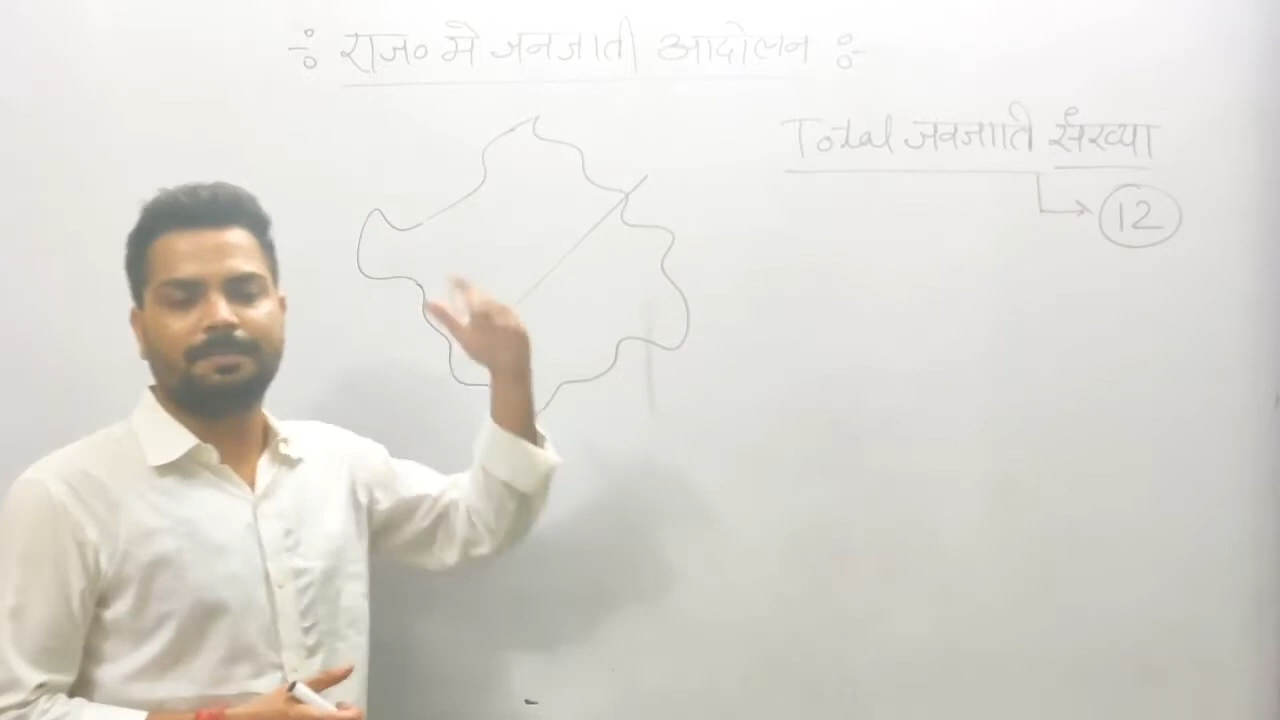 ÷ राज० मे जनजाती आदोलन ÷
Total जनजाति संख्या
12